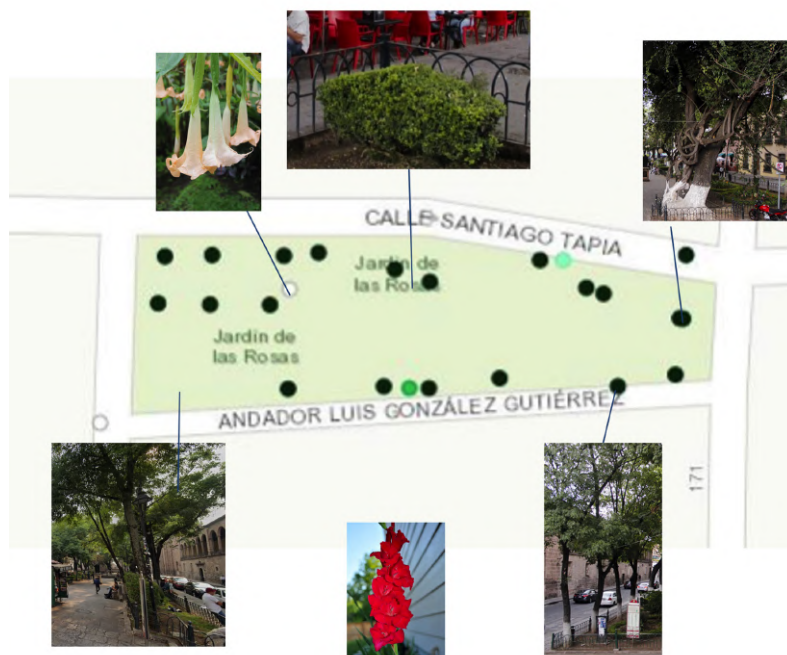 CALLE SANTIAGO TAPIA
Jardín de
las Rosas
Jardín de
las Rosas
ANDADOR LUIS GONZÁLEZ GUTIÉRREZ
171